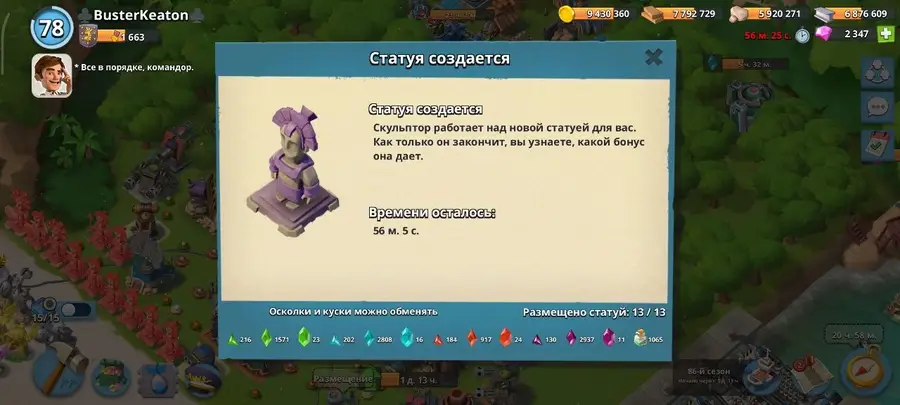 78
BusterKeaton
663
9 430 360
7 792 729
5 920 271
6 876 609
56 м. 25 с.
2 347
* Все в порядке, командор.
ч. 32 м.
Статуя создается
Статуя создается
Скульптор работает над новой статуей для вас.
Как только он закончит, вы узнаете, какой бонус
она дает.
Времени осталось:
56 м. 5 с.
Осколки и куски можно обменять
Размещено статуй: 13 / 13
216
1571
23
202
2808
16
184
917
24
130
2937
11
1065
15/15
20 ч. 58 м.
Размещение
1 д. 13 ч.
86-й сезон